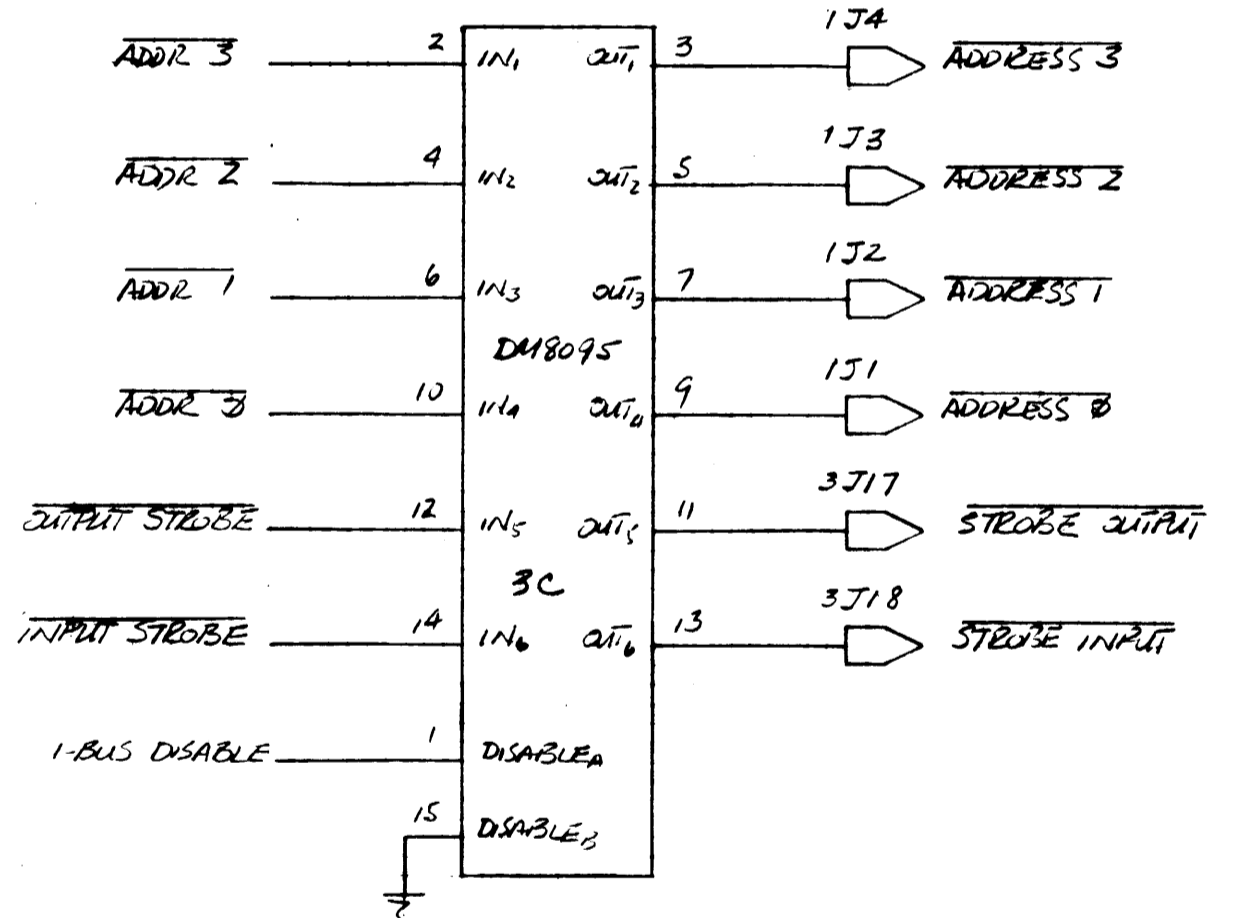 1J4
ADDR 3 2 IN1 OUT1 3 ADDRESS 3
1J3
ADDR 2 4 IN2 OUT2 5 ADDRESS 2
1J2
ADDR 1 6 IN3 OUT3 7 ADDRESS 1
DM8095
1J1
ADDR 0 10 IN4 OUT4 9 ADDRESS 0
3J17
OUTPUT STROBE 12 IN5 OUT5 11 STROBE OUTPUT
3C
3J18
INPUT STROBE 14 IN6 OUT6 13 STROBE INPUT
I-BUS DISABLE 1 DISABLEA
15 DISABLEB